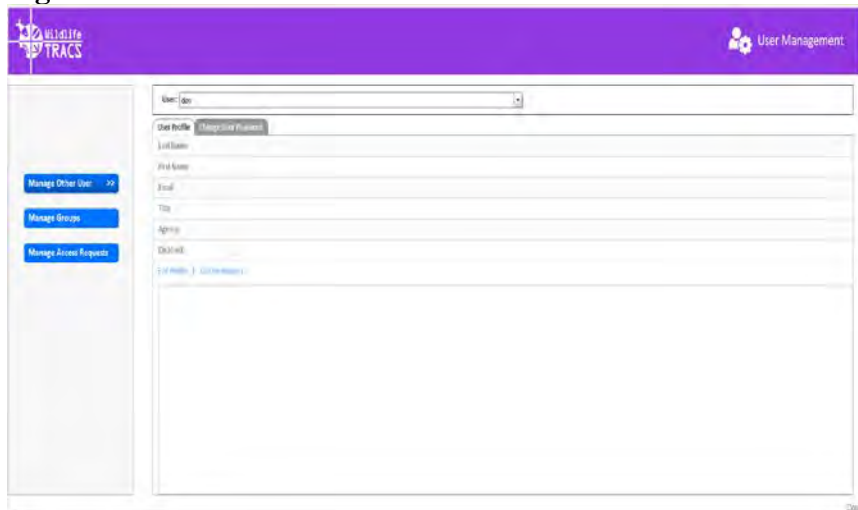 Wildlife
TRACS
User Management
User: dev
User Profile Change User Password
Last Name
First Name
Email
Title
Agency
Manage Other User >>
Manage Groups
Manage Access Requests